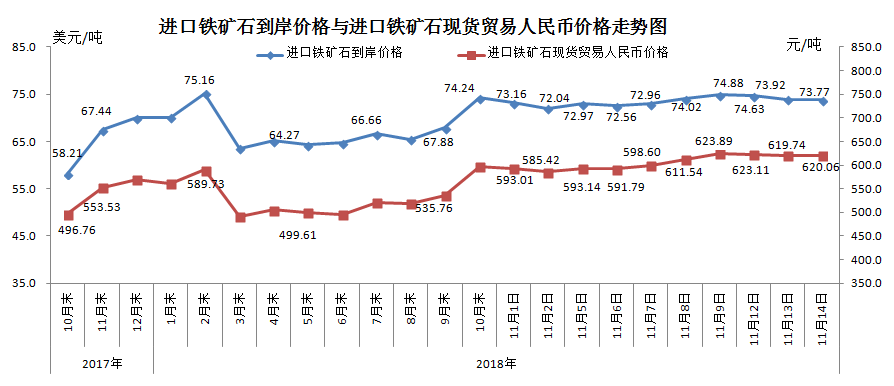 进口铁矿石到岸价格与进口铁矿石现货贸易人民币价格走势图
美元/吨
元/吨
进口铁矿石到岸价格
进口铁矿石现货贸易人民币价格
85.0
75.0
65.0
55.0
45.0
35.0
850.0
800.0
750.0
700.0
650.0
600.0
550.0
500.0
450.0
400.0
350.0
58.21
67.44
75.16
64.27
66.66
67.88
74.24
73.16
72.04
72.97
72.56
72.96
74.02
74.88
74.63
73.92
73.77
496.76
553.53
589.73
499.61
535.76
593.01
585.42
593.14
591.79
598.60
611.54
623.89
623.11
619.74
620.06
10月末
11月末
12月末
1月末
2月末
3月末
4月末
5月末
6月末
7月末
8月末
9月末
10月末
11月1日
11月2日
11月5日
11月6日
11月7日
11月8日
11月9日
11月12日
11月13日
11月14日
2017年
2018年